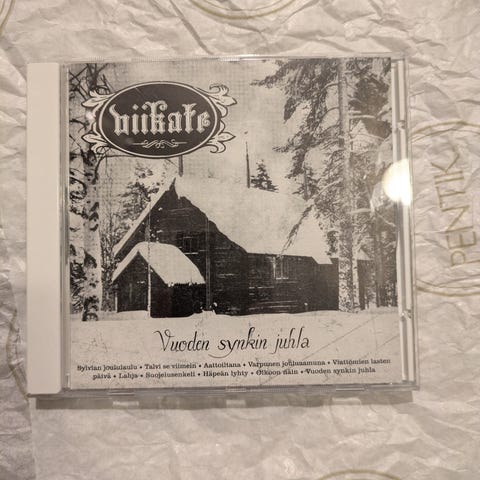 viikate
Vuoden synkin juhla
Sylvian joululaulu • Talvi se viimein • Aattoiltana • Varpunen jouluaamuna • Viattomien lasten
päivä • Lahja • Suojelusenkeli • Häpeän lyhty • Olkoon näin • Vuoden synkin juhla
PENTIK